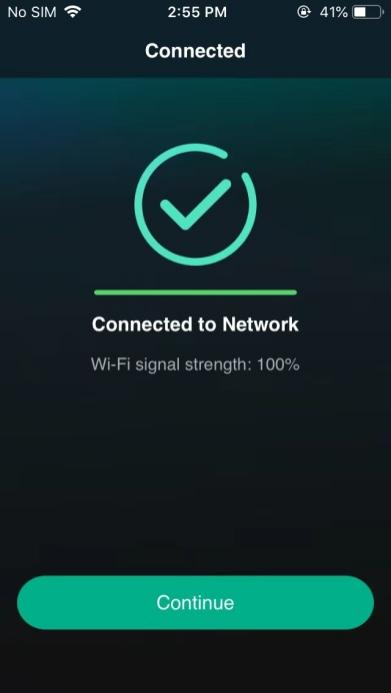 No SIM 2:55 PM 41%
Connected
Connected to Network
Wi-Fi signal strength: 100%
Continue